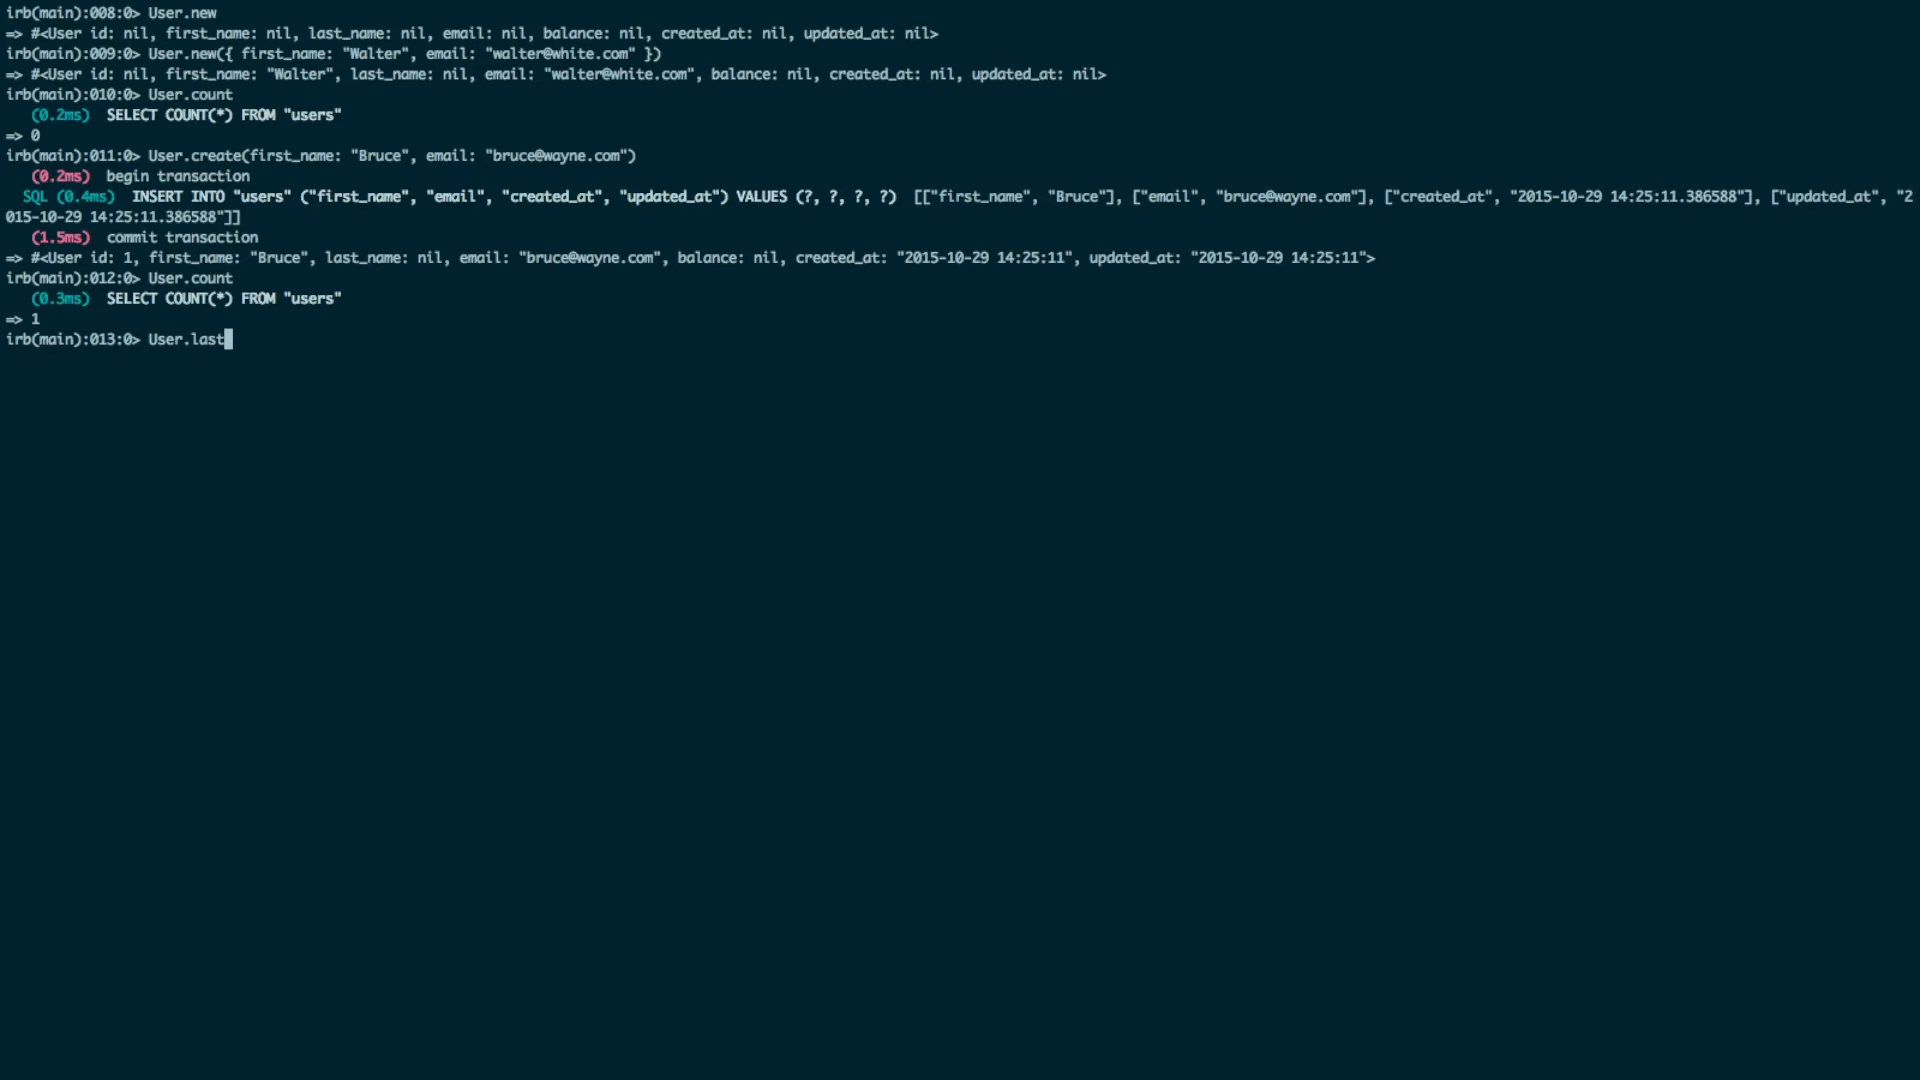 irb(main):008:0> User.new
=> #<User id: nil, first_name: nil, last_name: nil, email: nil, balance: nil, created_at: nil, updated_at: nil>
irb(main):009:0> User.new({ first_name: "Walter", email: "walter@white.com" })
=> #<User id: nil, first_name: "Walter", last_name: nil, email: "walter@white.com", balance: nil, created_at: nil, updated_at: nil>
irb(main):010:0> User.count
   (0.2ms)  SELECT COUNT(*) FROM "users"
=> 0
irb(main):011:0> User.create(first_name: "Bruce", email: "bruce@wayne.com")
   (0.2ms)  begin transaction
  SQL (0.4ms)  INSERT INTO "users" ("first_name", "email", "created_at", "updated_at") VALUES (?, ?, ?, ?)  [["first_name", "Bruce"], ["email", "bruce@wayne.com"], ["created_at", "2015-10-29 14:25:11.386588"], ["updated_at", "2
015-10-29 14:25:11.386588"]]
   (1.5ms)  commit transaction
=> #<User id: 1, first_name: "Bruce", last_name: nil, email: "bruce@wayne.com", balance: nil, created_at: "2015-10-29 14:25:11", updated_at: "2015-10-29 14:25:11">
irb(main):012:0> User.count
   (0.3ms)  SELECT COUNT(*) FROM "users"
=> 1
irb(main):013:0> User.last